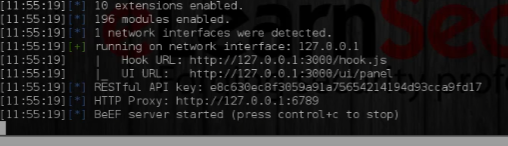 [11:55:19][*] 10 extensions enabled.
[11:55:19][*] 196 modules enabled.
[11:55:19][*] 1 network interfaces were detected.
[11:55:19][+] running on network interface: 127.0.0.1
[11:55:19]    |   Hook URL: http://127.0.0.1:3000/hook.js
[11:55:19]    |_  UI URL:   http://127.0.0.1:3000/ui/panel
[11:55:19][*] RESTful API key: e8c630ec8f3059a91a75654214194d93cca9fd17
[11:55:19][*] HTTP Proxy: http://127.0.0.1:6789
[11:55:19][*] BeEF server started (press control+c to stop)